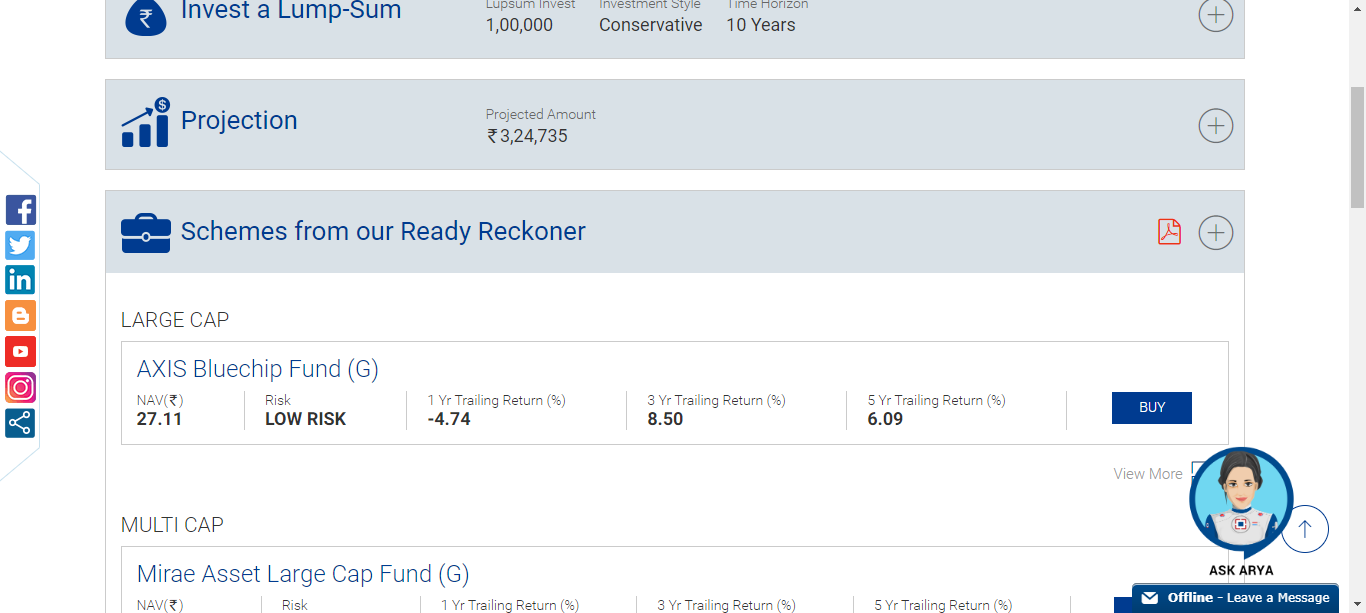 Invest a Lump-Sum
Lupsum Invest
Investment Style
Time Horizon
1,00,000
Conservative
10 Years
Projection
Projected Amount
₹3,24,735
Schemes from our Ready Reckoner
LARGE CAP
AXIS Bluechip Fund (G)
NAV(₹)
Risk
1 Yr Trailing Return (%)
3 Yr Trailing Return (%)
5 Yr Trailing Return (%)
27.11
LOW RISK
-4.74
8.50
6.09
BUY
View More
MULTI CAP
Mirae Asset Large Cap Fund (G)
NAV(₹)
Risk
1 Yr Trailing Return (%)
3 Yr Trailing Return (%)
5 Yr Trailing Return (%)
ASK ARYA
Offline - Leave a Message